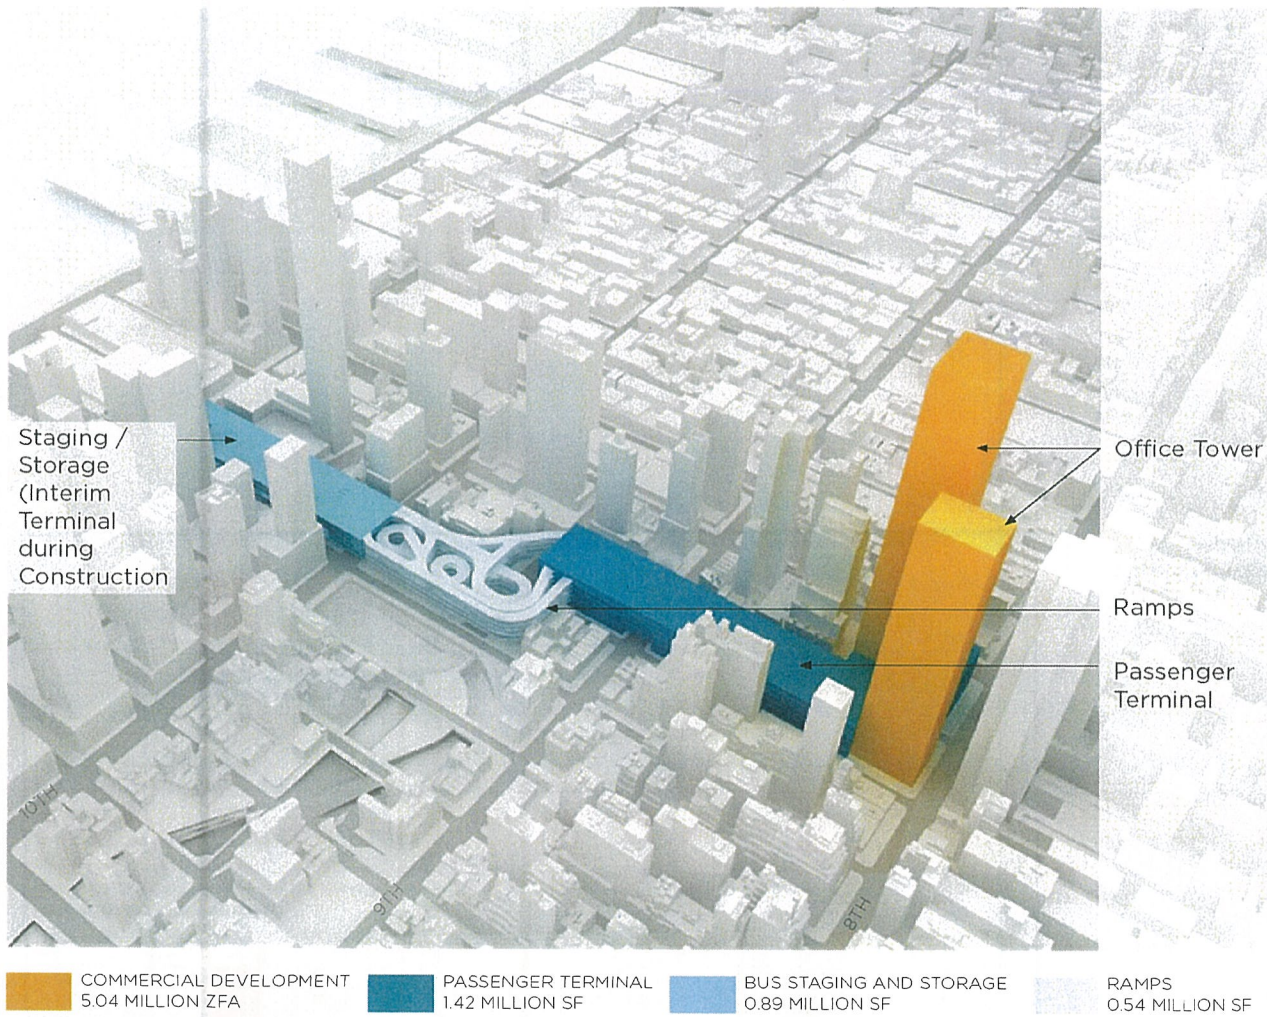 Staging /
Storage
(Interim
Terminal
during
Construction
Office Tower
Ramps
Passenger
Terminal
10TH
9TH
8TH
COMMERCIAL DEVELOPMENT
5.04 MILLION ZFA
PASSENGER TERMINAL
1.42 MILLION SF
BUS STAGING AND STORAGE
0.89 MILLION SF
RAMPS
0.54 MILLION SF